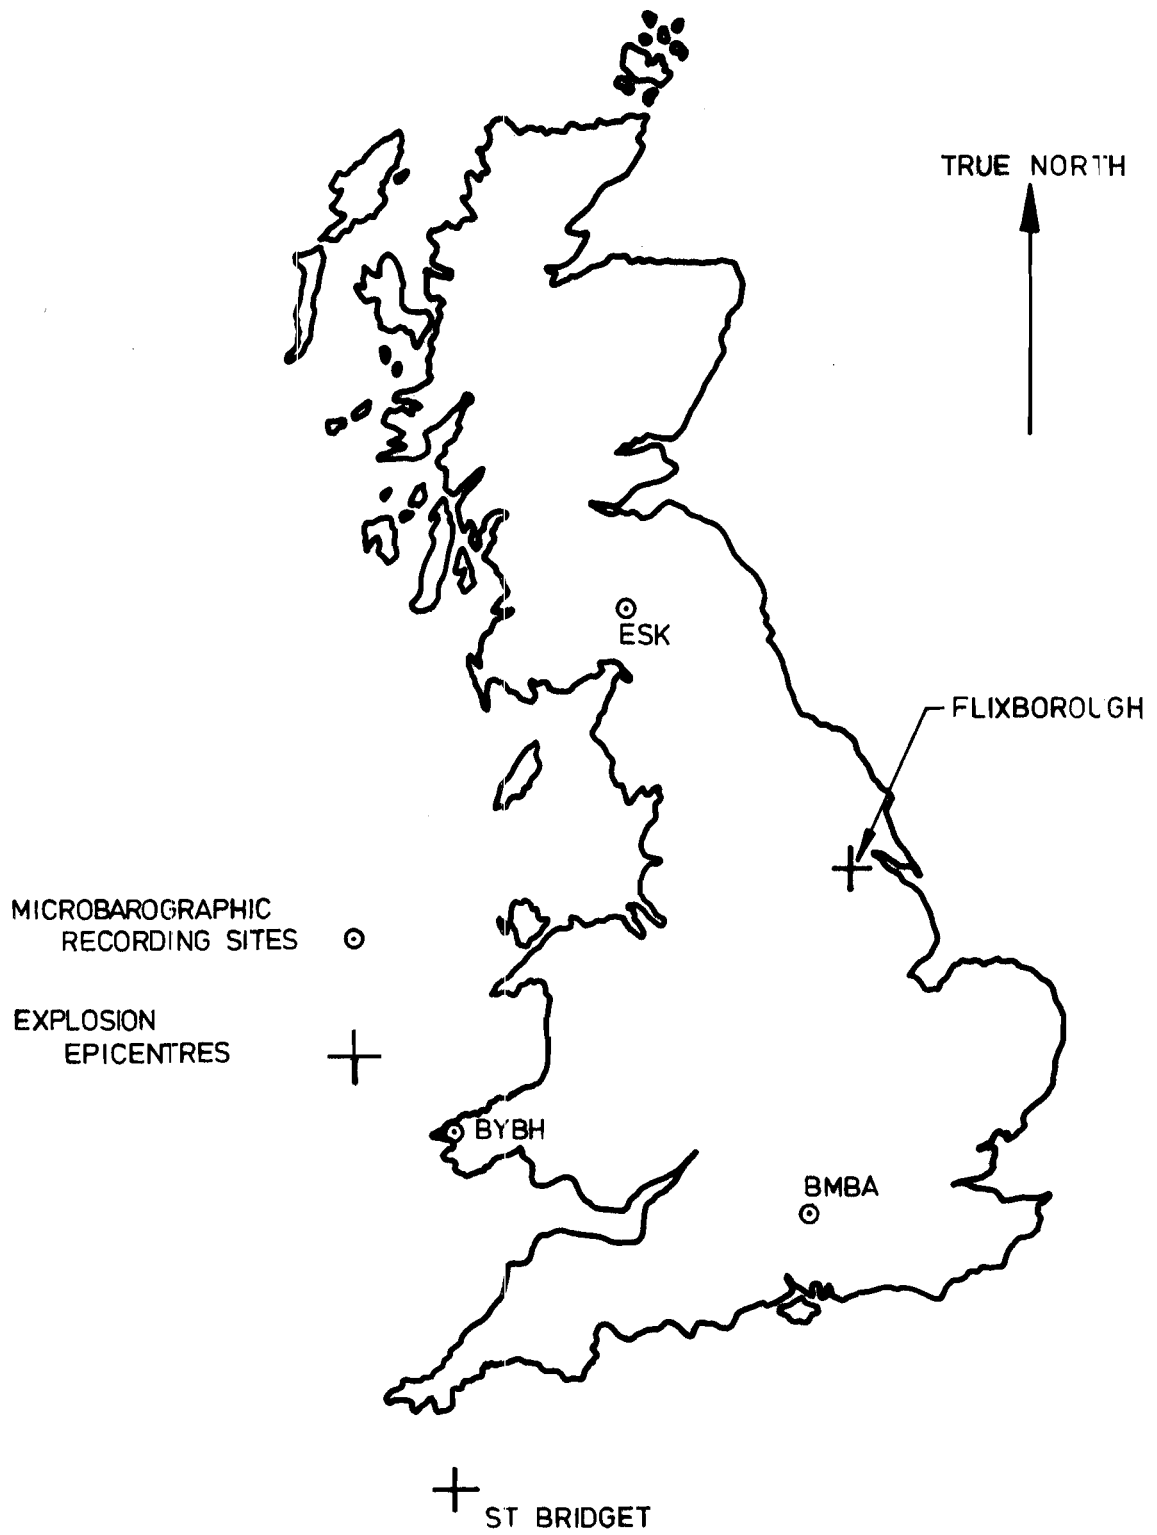 TRUE NORTH
ESK
FLIXBOROUGH
MICROBAROGRAPHIC
RECORDING SITES
EXPLOSION
EPICENTRES
BYBH
BMBA
ST BRIDGET